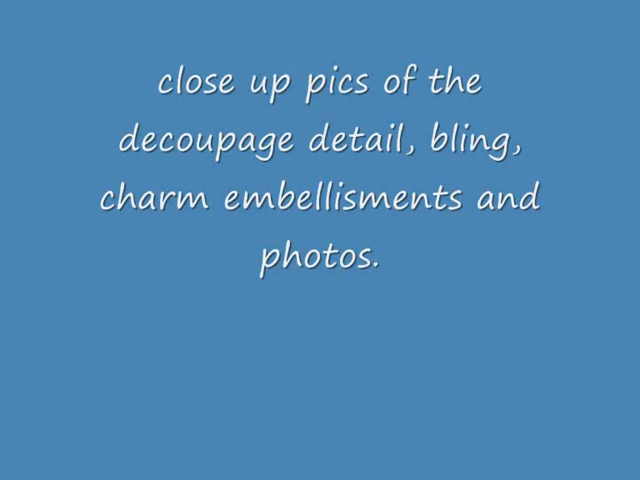 close up pics of the
decoupage detail, bling,
charm embellisments and
photos.